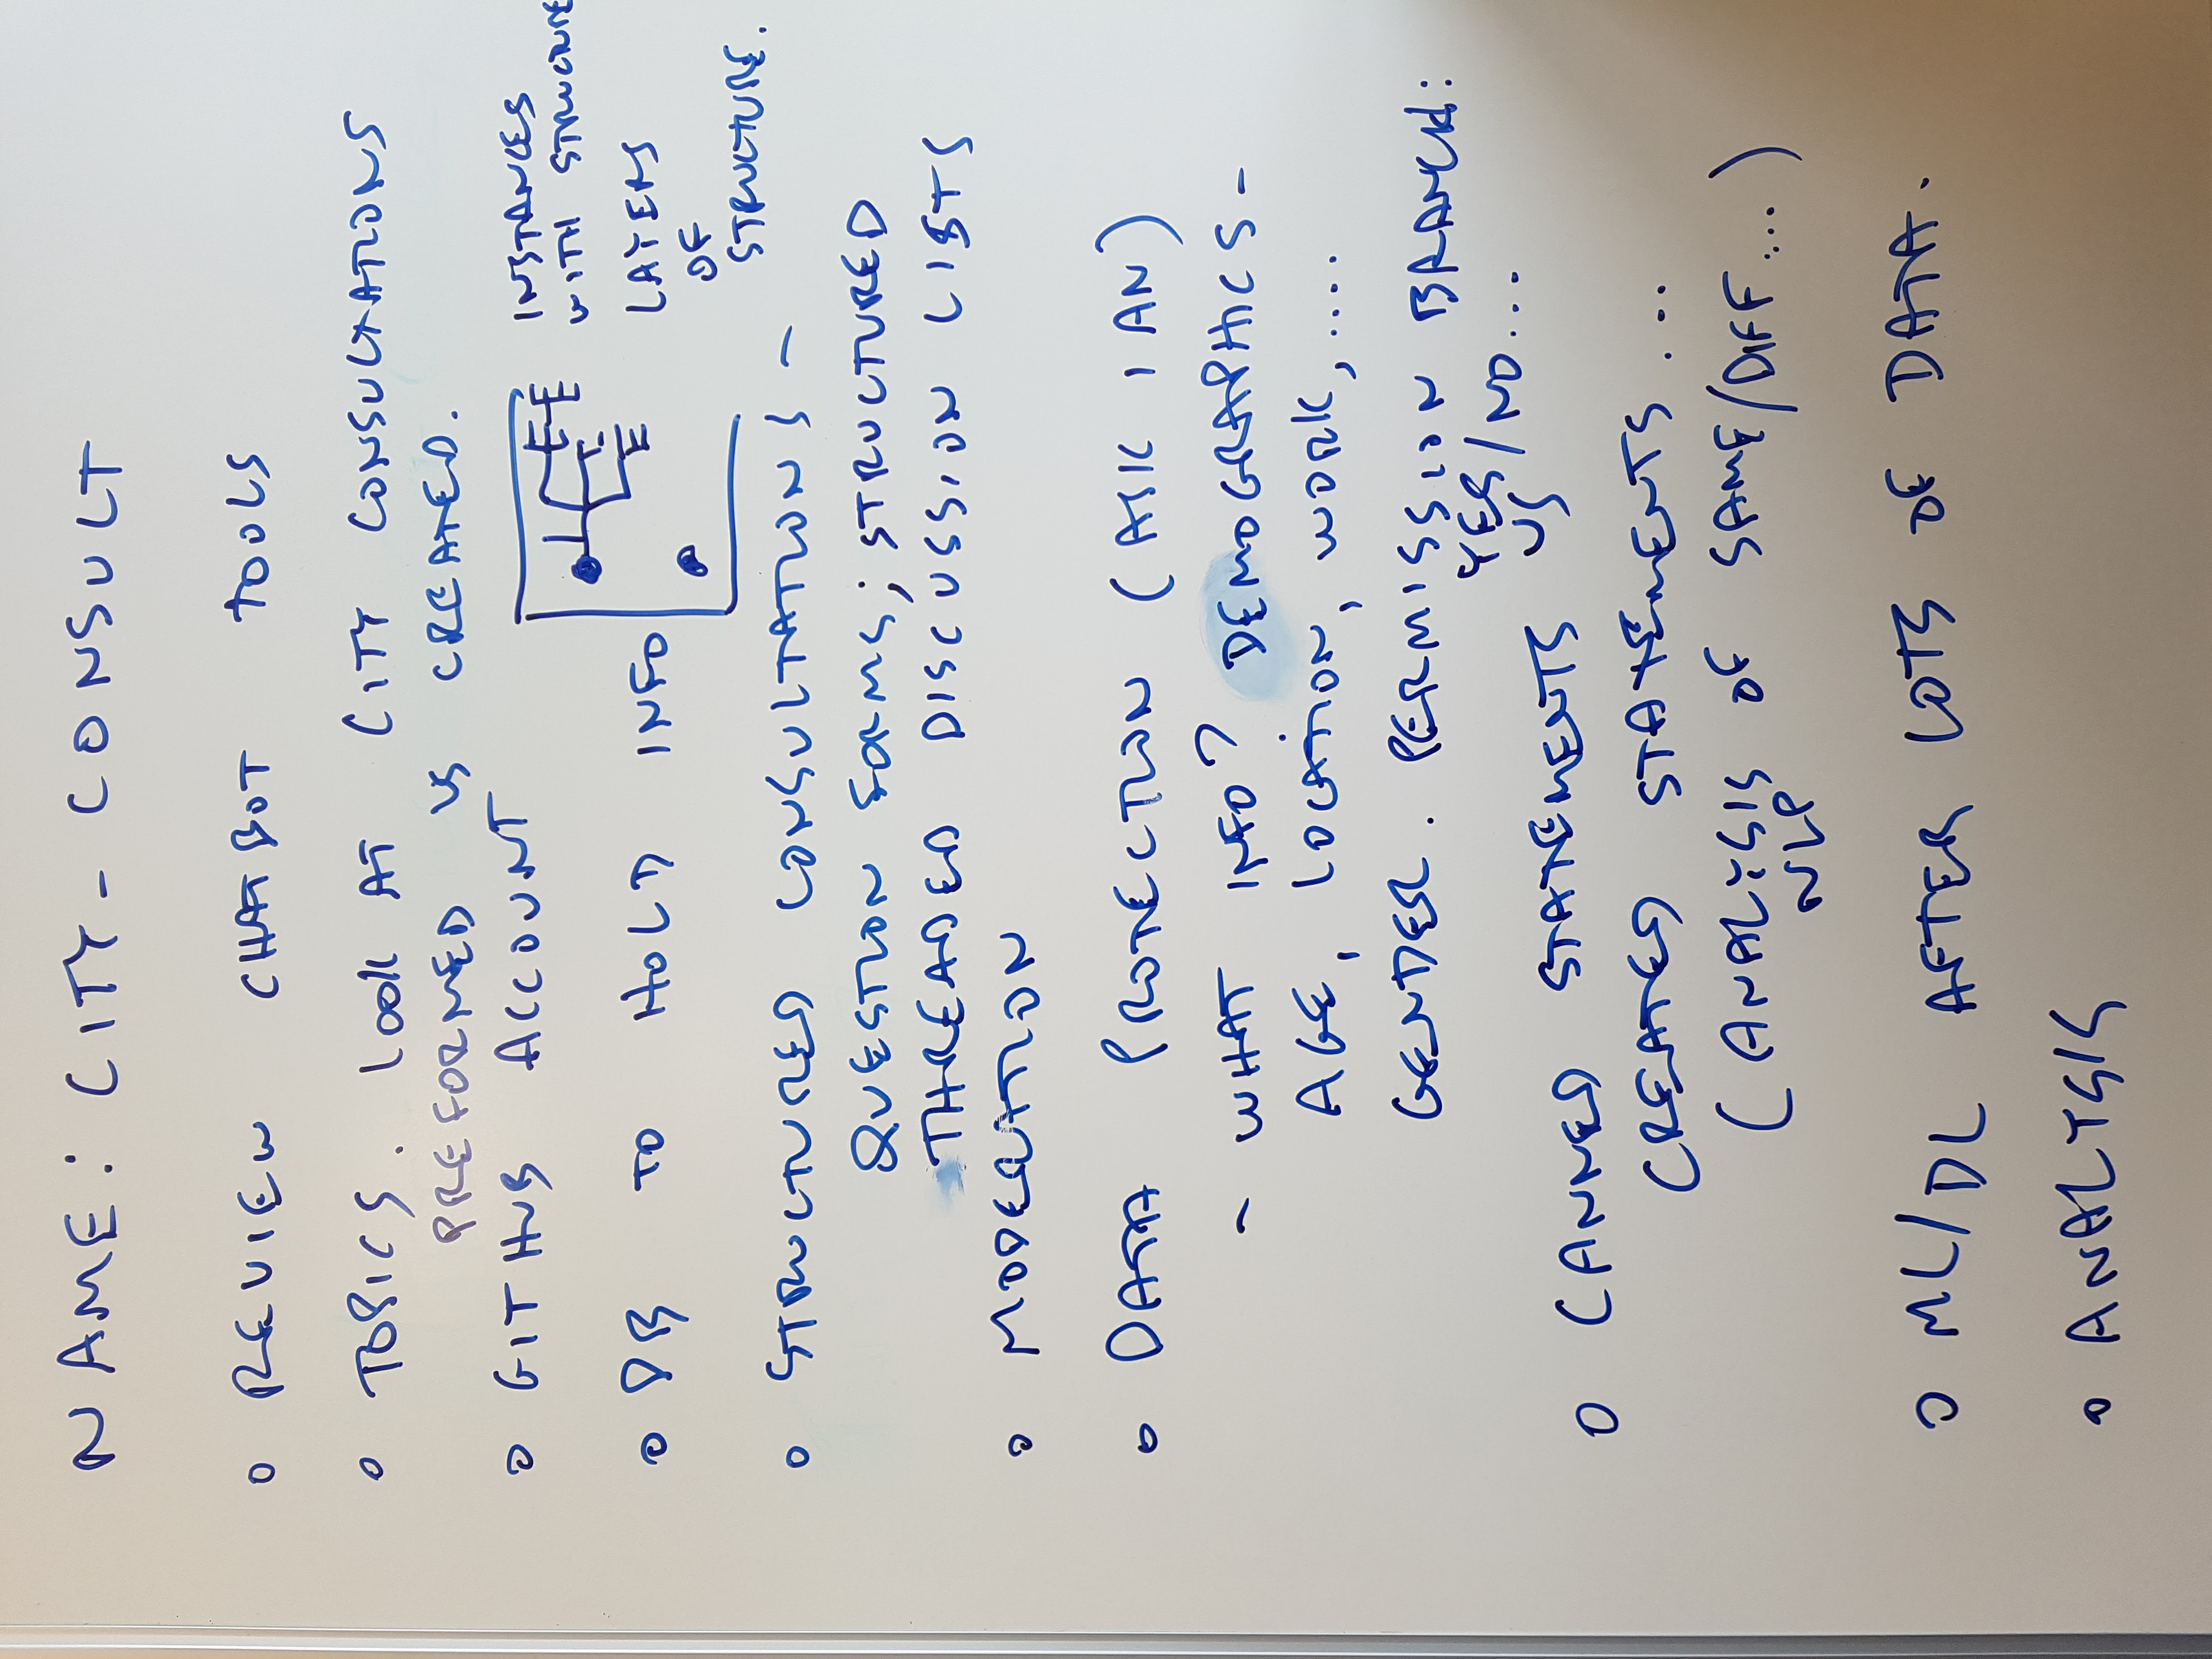 NAME: CITY - CONSULT
o REVIEW CHATBOT TOOLS
o TOPICS. LOOK AT CITY CONSULTATIONS
PREFORMED VS CREATED.
o GITHUB ACCOUNT
INSTANCES
WITH STRUCTURE
o DB TO HOLD INFO
LAYERS
OF
STRUCTURE.
o STRUCTURED CONSULTATIONS -
QUESTION FORMS; STRUCTURED
THREADED DISCUSSION LISTS
o MODERATION
o DATA PROTECTION (ASK IAN)
- WHAT INFO? DEMOGRAPHICS -
AGE, LOCATION, WORK, ....
GENDER. PERMISSION BRANCH:
YES/NO...
o CANNED STATEMENTS VS
CREATED STATEMENTS ...
(ANALYSIS OF SAME/DIFF....)
NLP
o ML/DL AFTER LOTS OF DATA.
o ANALYSIS